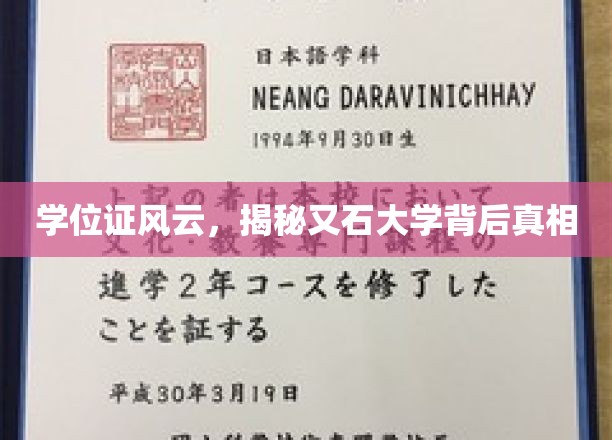 日本語学科
NEANG DARAVINICHHAY
1994年9月30日生
上記の者は本校において
学位证风云，揭秘又石大学背后真相
文化・教養専門課程の
進学2年コースを修了した
ことを証する
平成30年3月19日